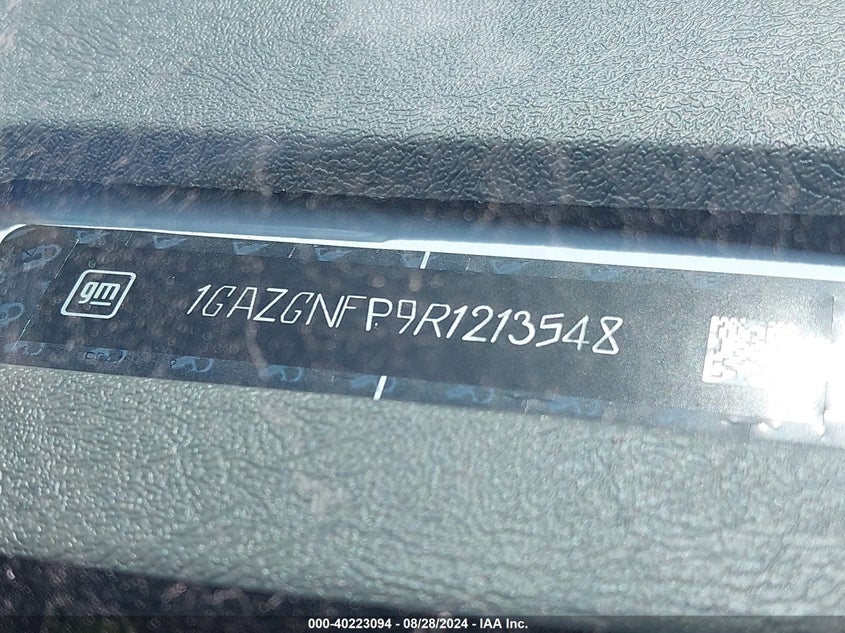 gm
1GAZGNFP9R1213548
000-40223094 - 08/28/2024 - IAA Inc.